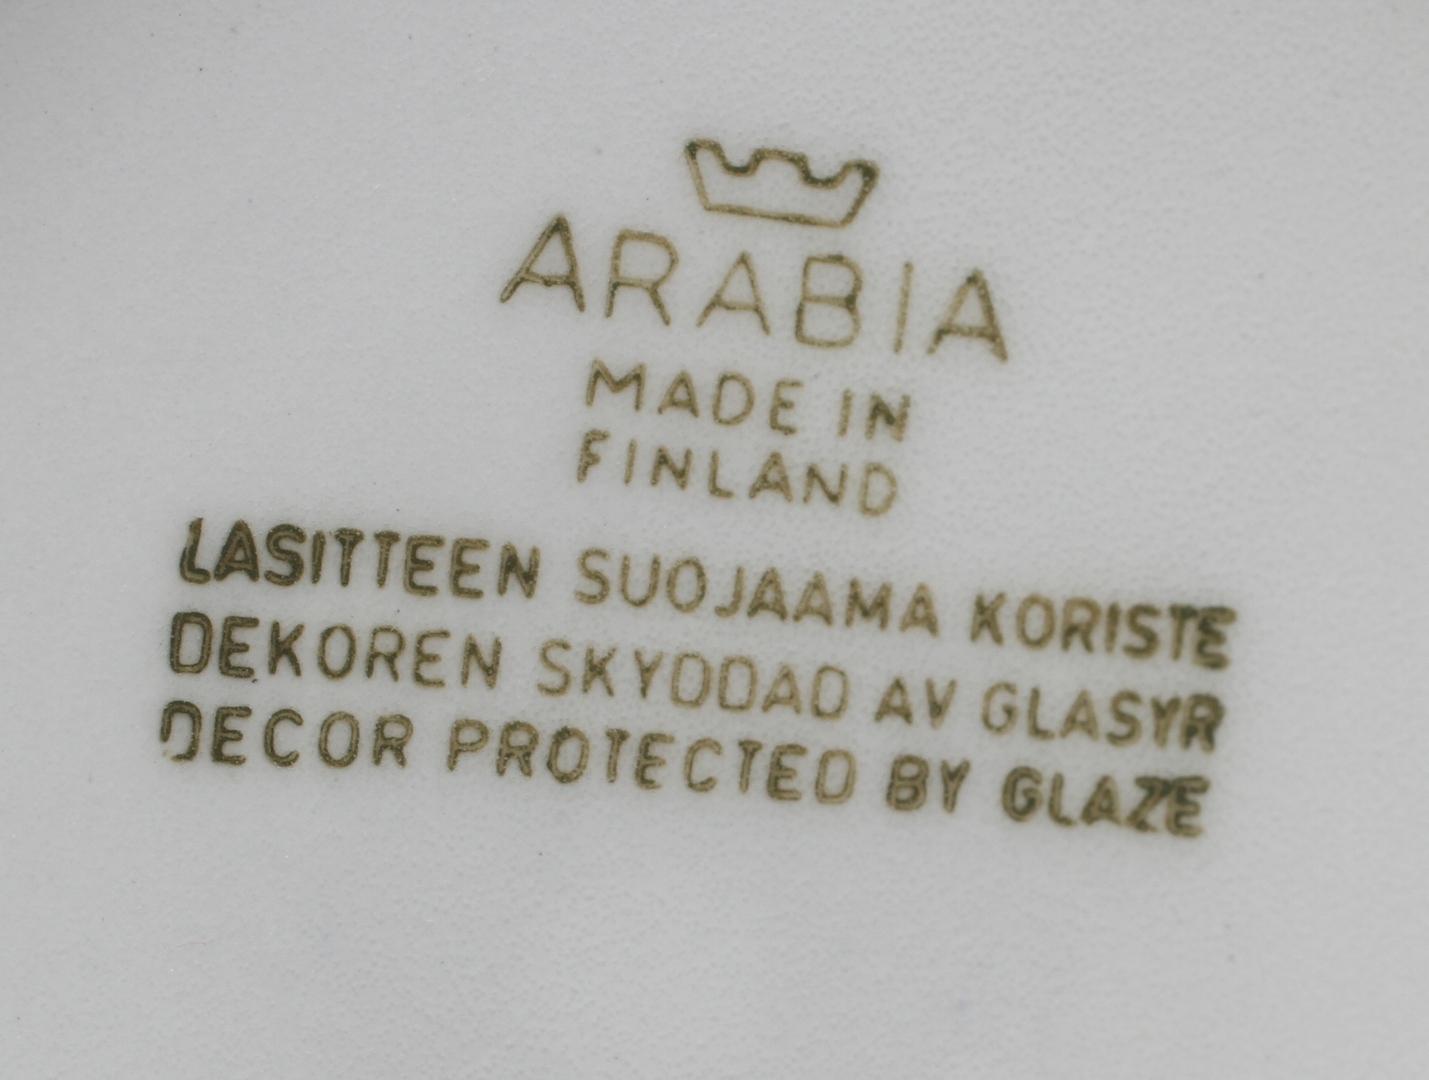 ARABIA
MADE IN
FINLAND
LASITTEEN SUOJAAMA KORISTE
DEKOREN SKYDDAD AV GLASYR
DECOR PROTECTED BY GLAZE